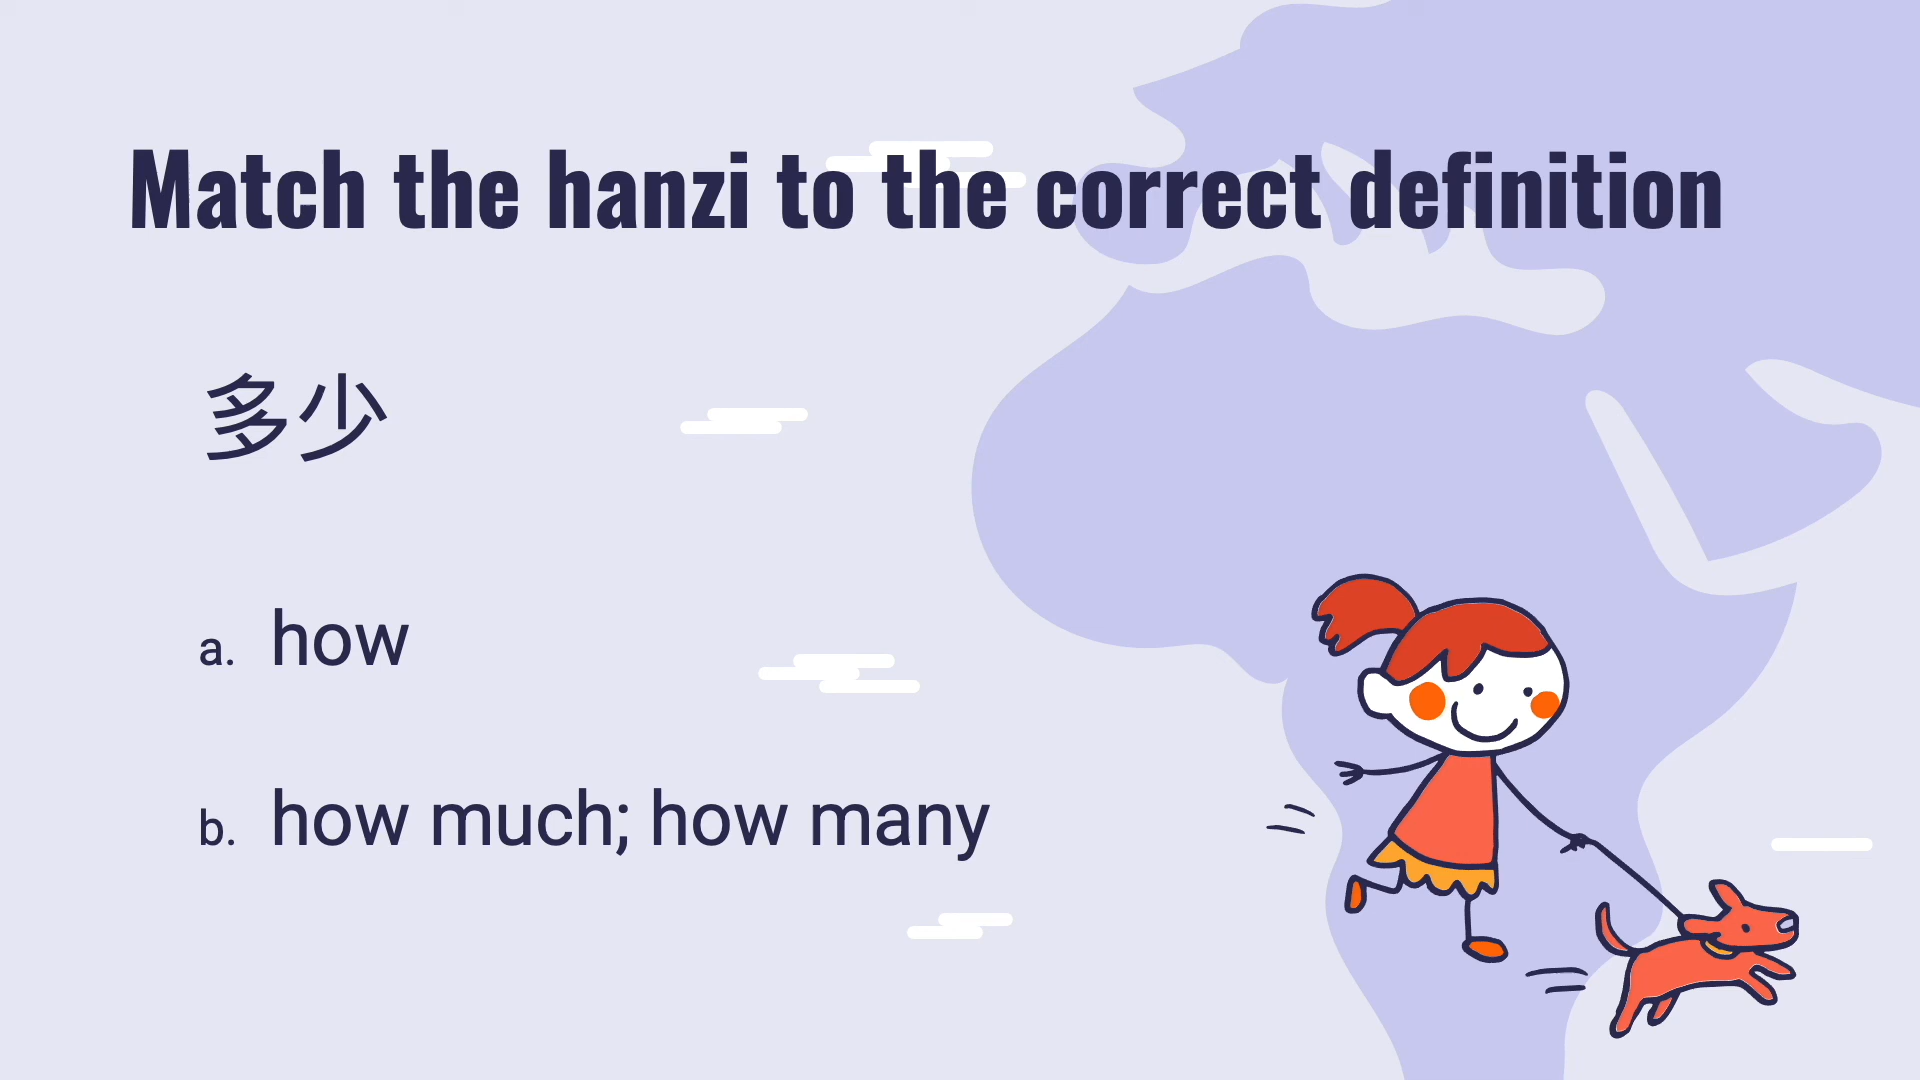 Match the hanzi to the correct definition
多少
a. how
b. how much; how many